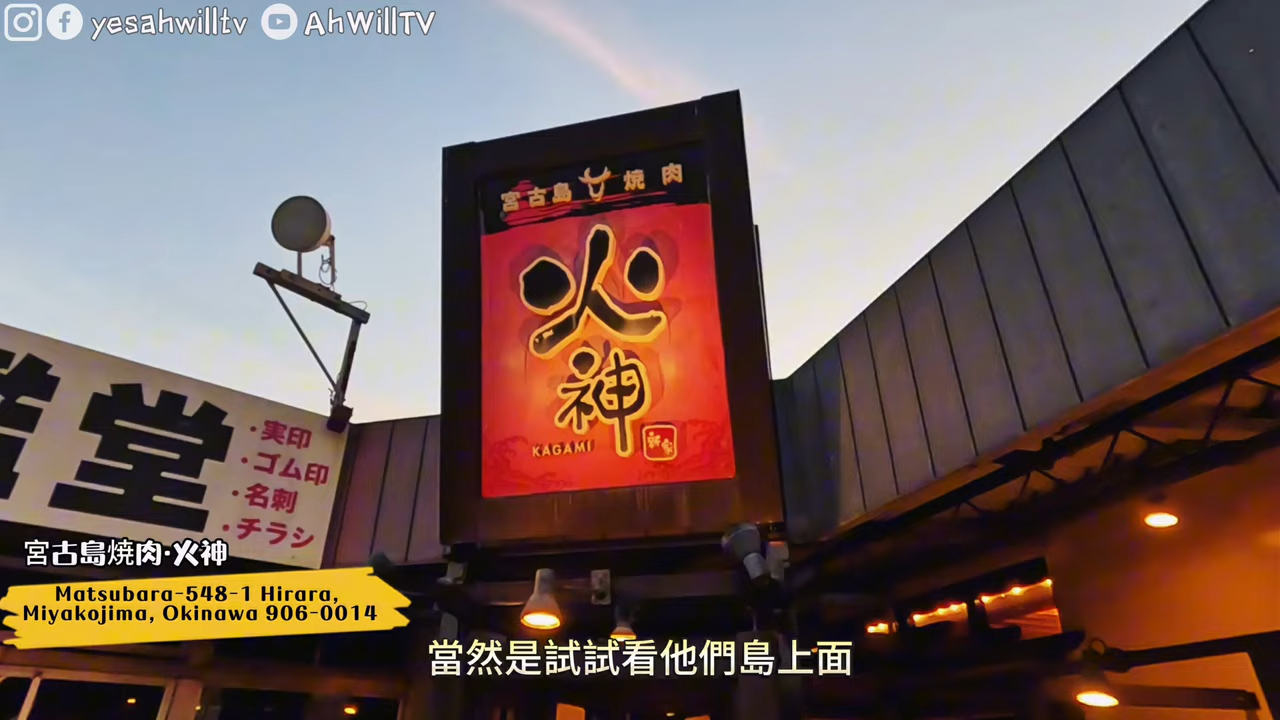 yesahwilltv AhWillTV
宮古島 焼肉
火
神
KAGAMI
堂
・実印
・ゴム印
・名刺
・チラシ
宮古島焼肉·火神
Matsubara-548-1 Hirara,
Miyakojima, Okinawa 906-0014
當然是試試看他們島上面